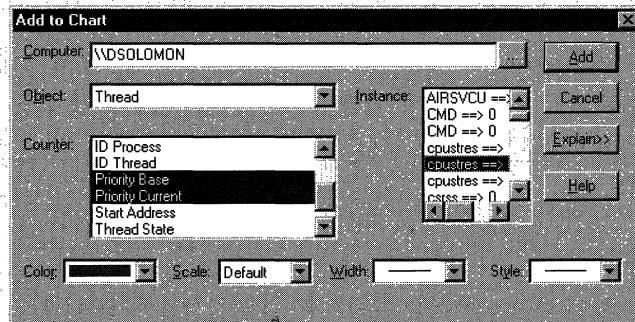 Add to Chart
Computer: \\DSOLOMON ... Add
Object: Thread Instance: AIRSVCU ==> Cancel
CMD ==> 0
CMD ==> 0
Counter: ID Process cpustres ==> Explain>>
ID Thread cpustres ==>
Priority Base cpustres ==> Help
Priority Current csrss ==> 0
Start Address
Thread State
Color: Scale: Default Width: Style: